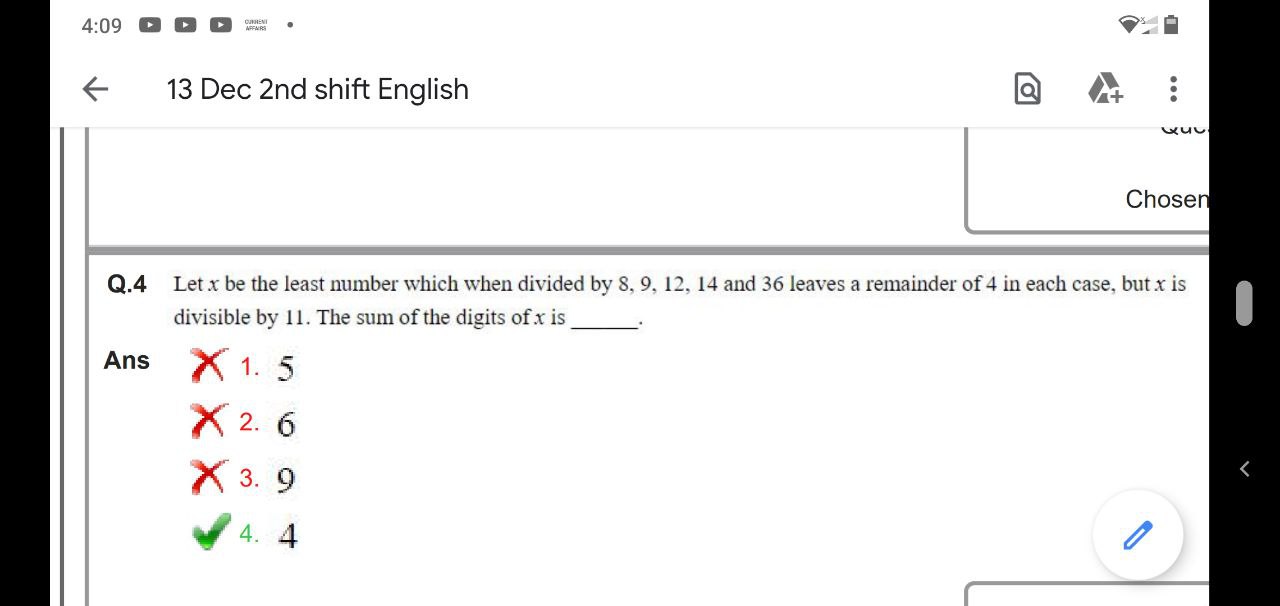 4:09 CURRENT AFFAIRS
13 Dec 2nd shift English
Chosen
Q.4 Let x be the least number which when divided by 8, 9, 12, 14 and 36 leaves a remainder of 4 in each case, but x is
divisible by 11. The sum of the digits of x is ______.
Ans 1. 5
2. 6
3. 9
4. 4